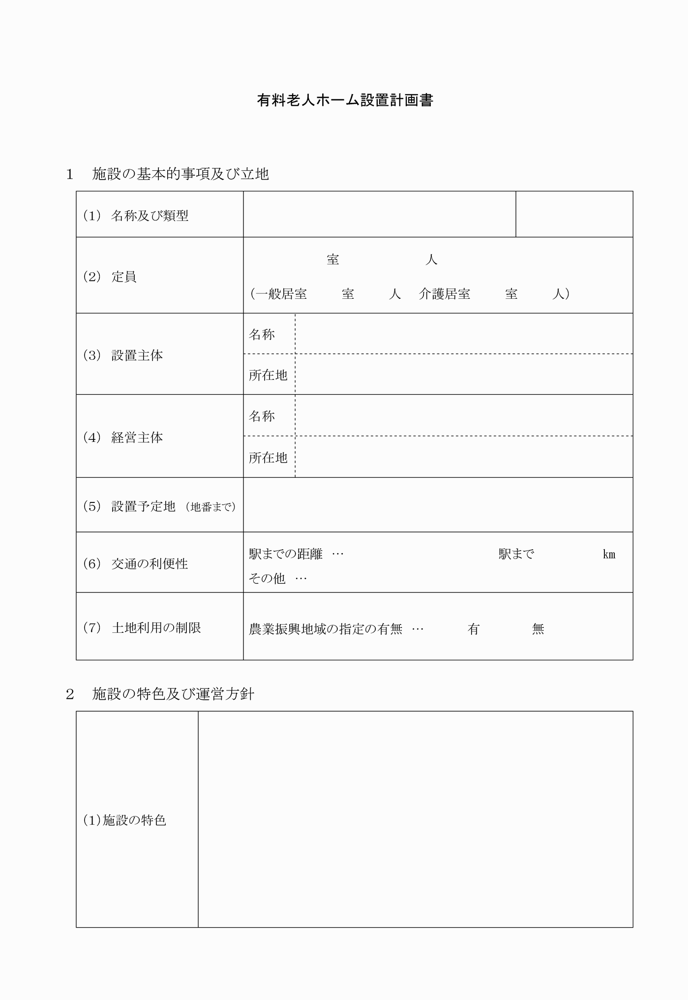 有料老人ホーム設置計画書
１　施設の基本的事項及び立地
（1） 名称及び類型
（2） 定員
室　　　人
（一般居室　　室　　人　介護居室　　室　　人）
（3） 設置主体
名称
所在地
（4） 経営主体
名称
所在地
（5） 設置予定地 （地番まで）
（6） 交通の利便性
駅までの距離 …　　　駅まで　　　km
その他 …
（7） 土地利用の制限
農業振興地域の指定の有無 …　　有　　無
２　施設の特色及び運営方針
（1）施設の特色